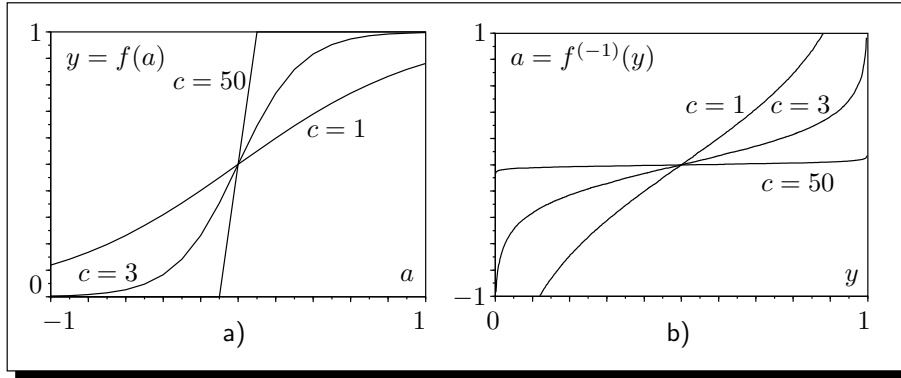 1
y = f(a)
c = 50
c = 1
c = 3
a
0
−1
1
a)
1
a = f(−1)(y)
c = 1
c = 3
c = 50
−1
y
0
1
b)